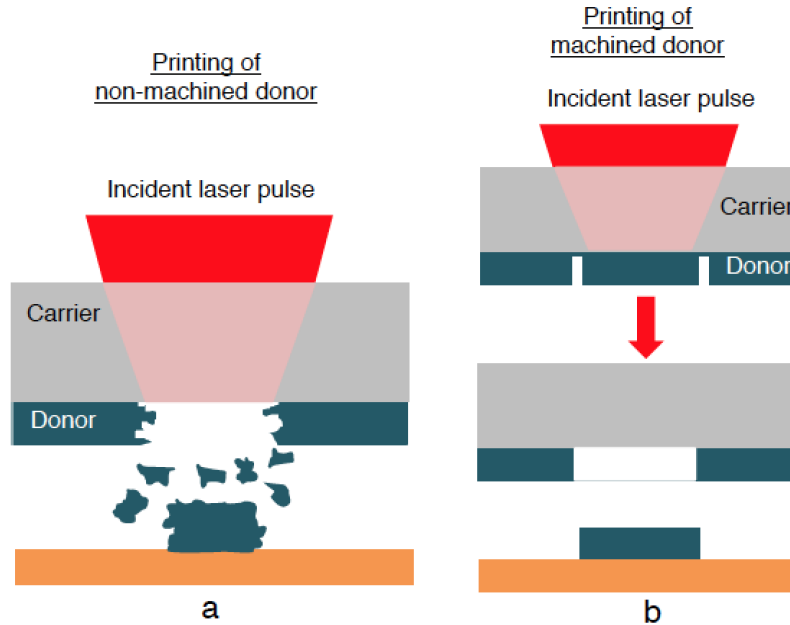 Printing of
non-machined donor
Incident laser pulse
Carrier
Donor
a
Printing of
machined donor
Incident laser pulse
Carrier
Donor
b